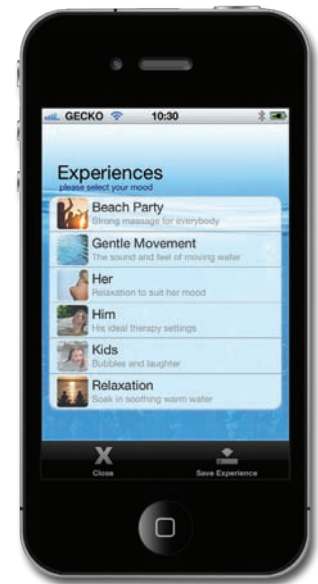 GECKO 10:30
Experiences
please select your mood
Beach Party
Strong massage for everybody
Gentle Movement
The sound and feel of moving water
Her
Relaxation to suit her mood
Him
His ideal therapy settings
Kids
Bubbles and laughter
Relaxation
Soak in soothing warm water
Close Save Experience